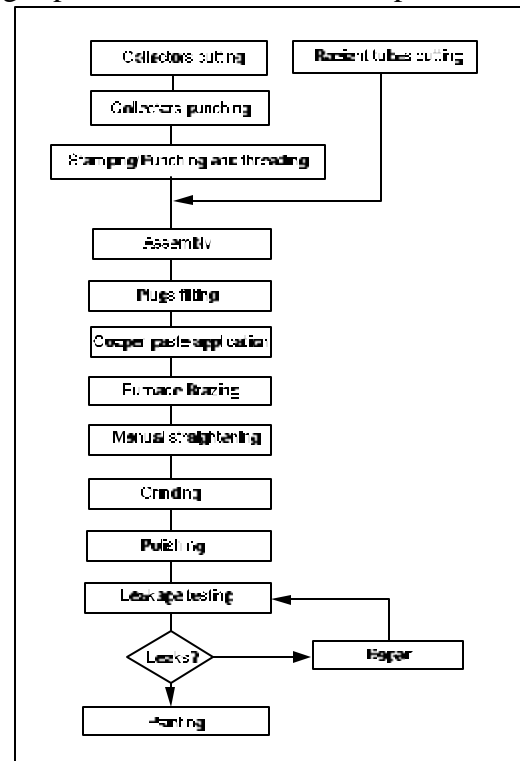 Collectors cutting
Radiant tubes cutting
Collectors punching
Stamping Punching and threading
Assembly
Plugs fitting
Copper paste application
Furnace Brazing
Manual straightening
Grinding
Polishing
Leakage testing
Leaks?
Repair
Painting